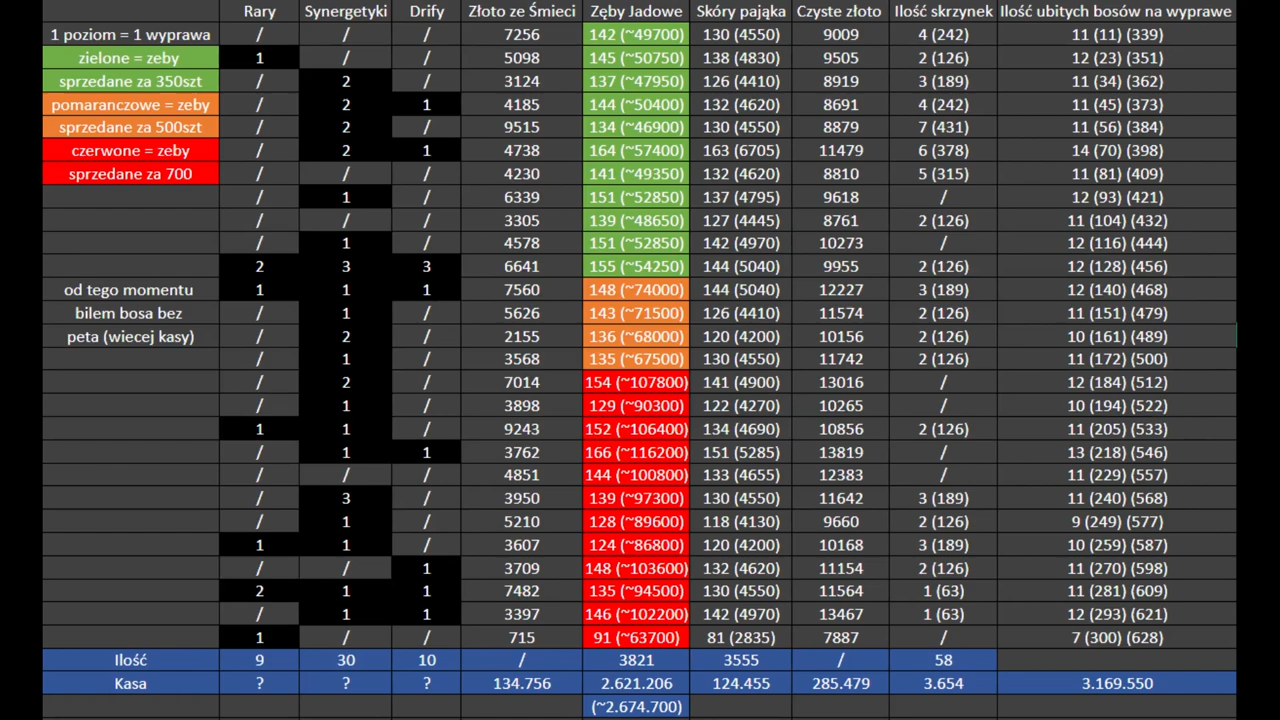 Rary Synergetyki Drify Złoto ze Śmieci Zęby Jadowe Skóry pająka Czyste złoto Ilość skrzynek Ilość ubitych bosów na wyprawe
1 poziom = 1 wyprawa / / / 7256 142 (~49700) 130 (4550) 9009 4 (242) 11 (11) (339)
zielone = zeby 1 / / 5098 145 (~50750) 138 (4830) 9505 2 (126) 12 (23) (351)
sprzedane za 350szt / 2 / 3124 137 (~47950) 126 (4410) 8919 3 (189) 11 (34) (362)
pomaranczowe = zeby / 2 1 4185 144 (~50400) 132 (4620) 8691 4 (242) 11 (45) (373)
sprzedane za 500szt / 2 / 9515 134 (~46900) 130 (4550) 8879 7 (431) 11 (56) (384)
czerwone = zeby / 2 1 4738 164 (~57400) 163 (6705) 11479 6 (378) 14 (70) (398)
sprzedane za 700 / / / 4230 141 (~49350) 132 (4620) 8810 5 (315) 11 (81) (409)
/ 1 / 6339 151 (~52850) 137 (4795) 9618 / 12 (93) (421)
/ / / 3305 139 (~48650) 127 (4445) 8761 2 (126) 11 (104) (432)
/ 1 / 4578 151 (~52850) 142 (4970) 10273 / 12 (116) (444)
2 3 3 6641 155 (~54250) 144 (5040) 9955 2 (126) 12 (128) (456)
od tego momentu 1 1 1 7560 148 (~74000) 144 (5040) 12227 3 (189) 12 (140) (468)
bilem bosa bez / 1 / 5626 143 (~71500) 126 (4410) 11574 2 (126) 11 (151) (479)
peta (wiecej kasy) / 2 / 2155 136 (~68000) 120 (4200) 10156 2 (126) 10 (161) (489)
/ 1 / 3568 135 (~67500) 130 (4550) 11742 2 (126) 11 (172) (500)
/ 2 / 7014 154 (~107800) 141 (4900) 13016 / 12 (184) (512)
/ 1 / 3898 129 (~90300) 122 (4270) 10265 / 10 (194) (522)
1 1 / 9243 152 (~106400) 134 (4690) 10856 2 (126) 11 (205) (533)
/ 1 1 3762 166 (~116200) 151 (5285) 13819 / 13 (218) (546)
/ / / 4851 144 (~100800) 133 (4655) 12383 / 11 (229) (557)
/ 3 / 3950 139 (~97300) 130 (4550) 11642 3 (189) 11 (240) (568)
/ 1 / 5210 128 (~89600) 118 (4130) 9660 2 (126) 9 (249) (577)
1 1 / 3607 124 (~86800) 120 (4200) 10168 3 (189) 10 (259) (587)
/ / 1 3709 148 (~103600) 132 (4620) 11154 2 (126) 11 (270) (598)
2 1 1 7482 135 (~94500) 130 (4550) 11564 1 (63) 11 (281) (609)
/ 1 1 3397 146 (~102200) 142 (4970) 13467 1 (63) 12 (293) (621)
1 / / 715 91 (~63700) 81 (2835) 7887 / 7 (300) (628)
Ilość 9 30 10 / 3821 3555 / 58
Kasa ? ? ? 134.756 2.621.206 124.455 285.479 3.654 3.169.550
(~2.674.700)